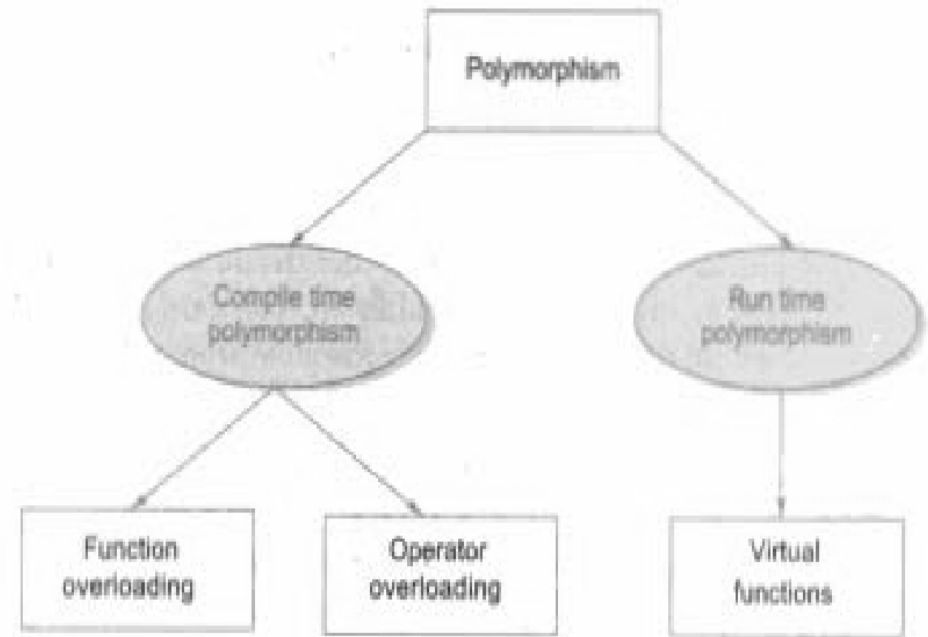 Polymorphism
Compile time
polymorphism
Run time
polymorphism
Function
overloading
Operator
overloading
Virtual
functions